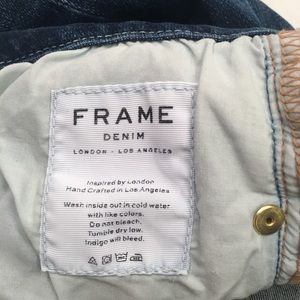 FRAME
DENIM
LONDON - LOS ANGELES
Inspired by London
Hand Crafted in Los Angeles
Wash inside out in cold water
with like colors.
Do not bleach.
Tumble dry low.
Indigo will bleed.